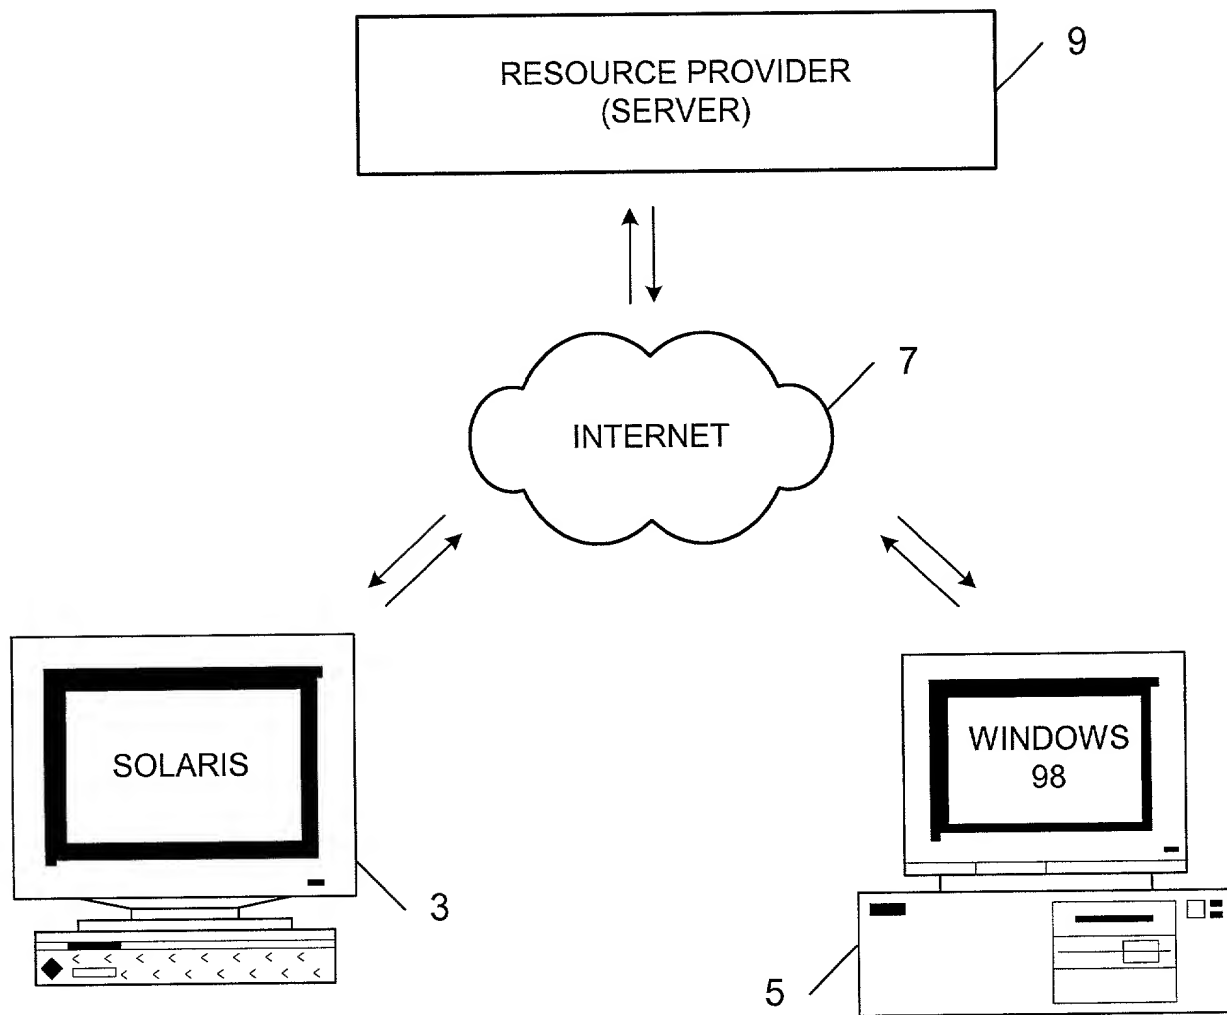 RESOURCE PROVIDER
(SERVER)
9
7
INTERNET
SOLARIS
WINDOWS
98
3
5